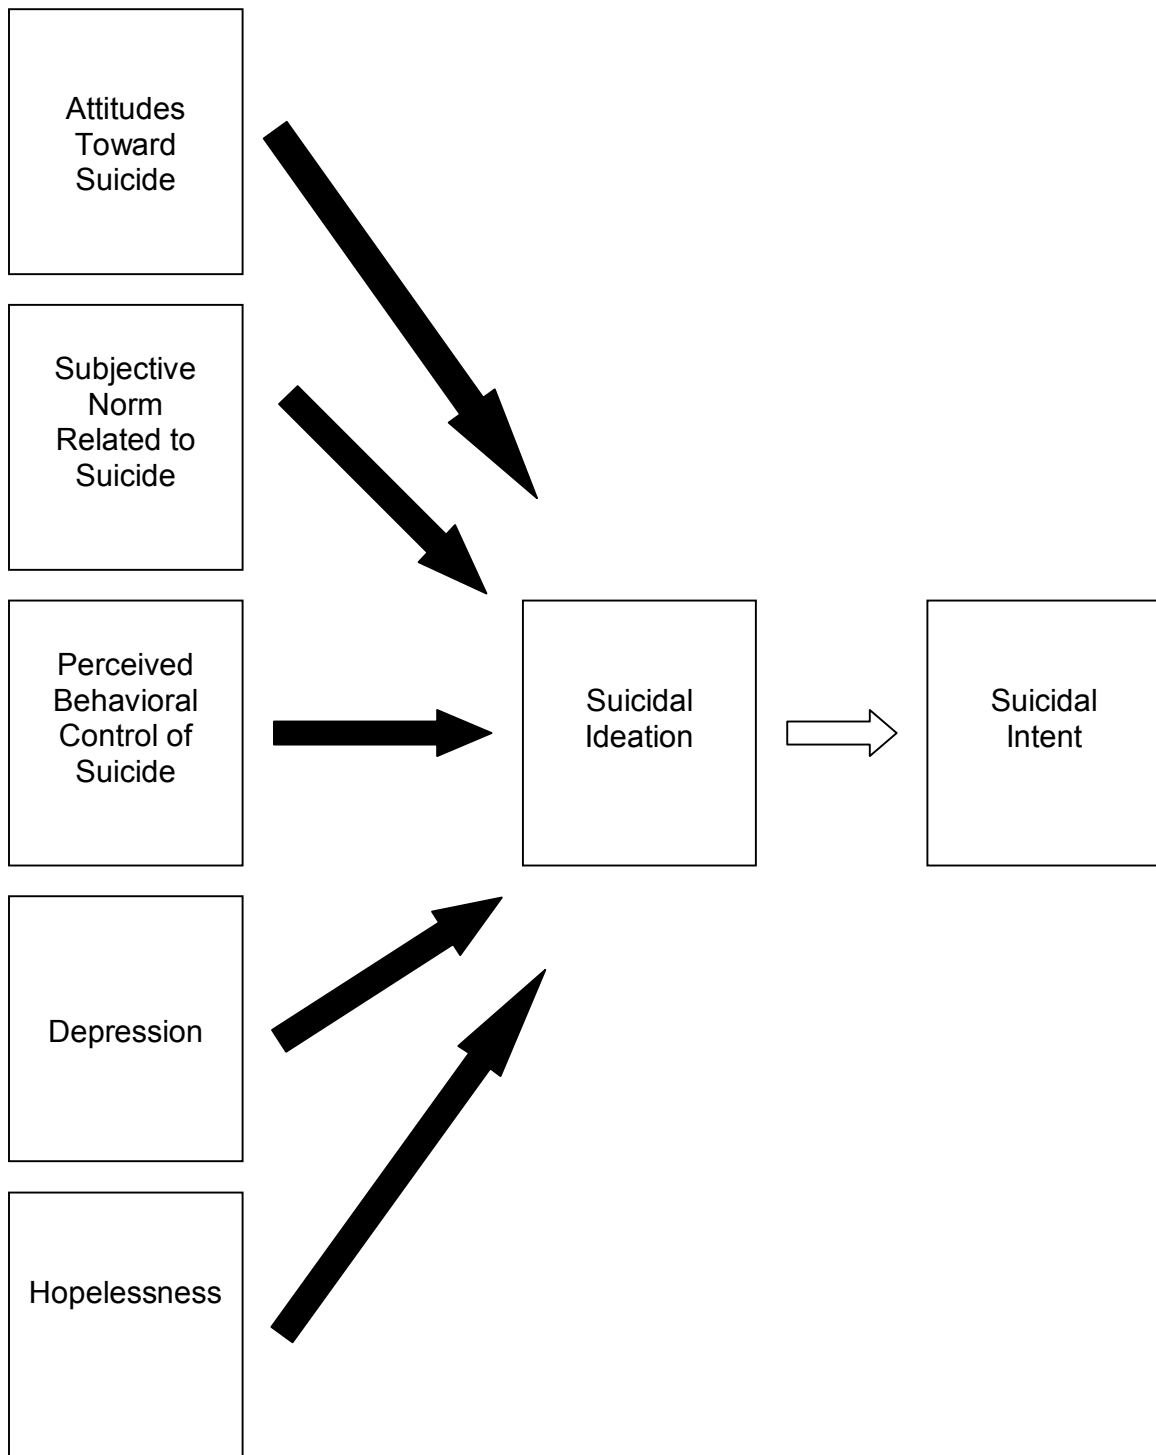 Attitudes
Toward
Suicide
Subjective
Norm
Related to
Suicide
Perceived
Behavioral
Control of
Suicide
Suicidal
Ideation
Suicidal
Intent
Depression
Hopelessness